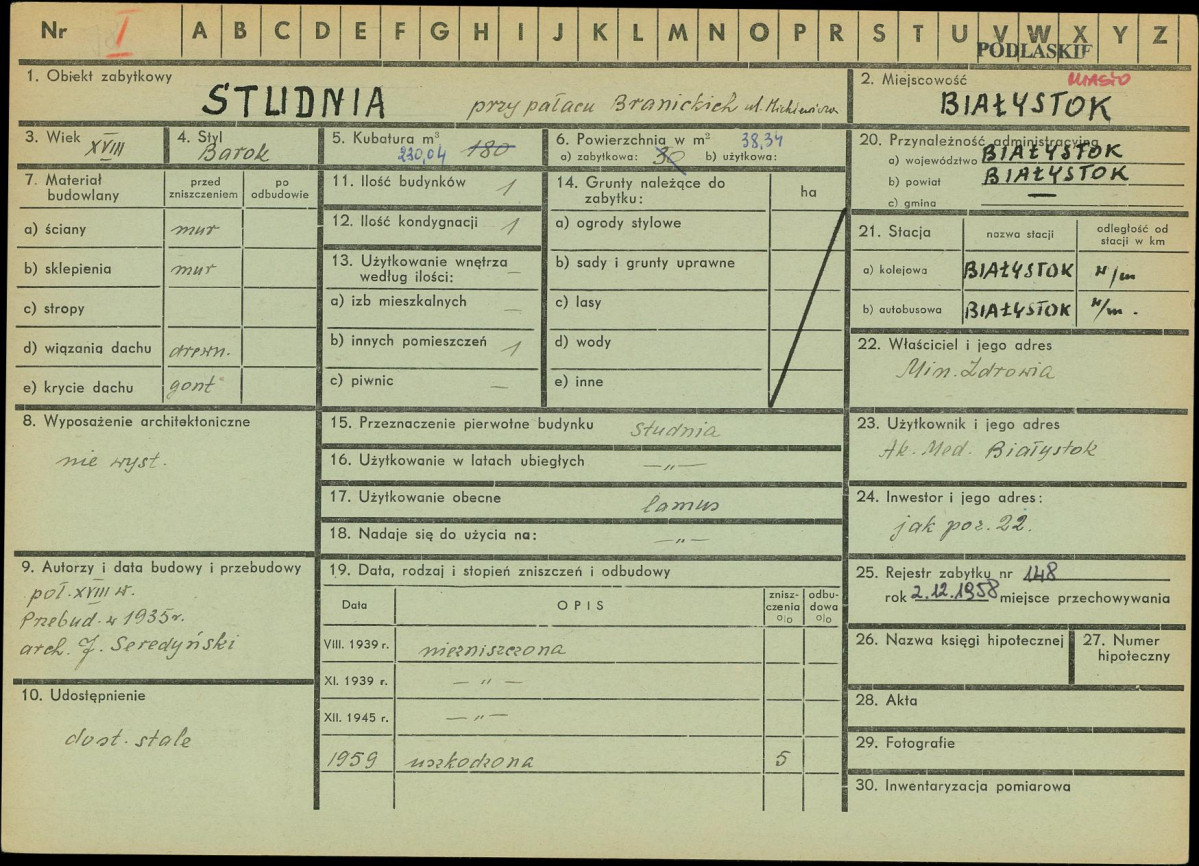 Nr I A B C D E F G H I J K L M N O P R S T U V W X Y Z
PODLASKIE
1. Obiekt zabytkowy
STUDNIA przy pałacu Branickich ul. Mickiewicza
2. Miejscowość MIASTO
BIAŁYSTOK
3. Wiek XVIII
4. Styl
Barok
5. Kubatura m³
230,04 180
6. Powierzchnia w m² 38,34
a) zabytkowa: 30 b) użytkowa:
20. Przynależność administracyjna
a) województwo BIAŁYSTOK
b) powiat BIAŁYSTOK
c) gmina —
7. Materiał budowlany
przed zniszczeniem
po odbudowie
a) ściany mur
b) sklepienia mur
c) stropy
d) wiązania dachu drewn.
e) krycie dachu gont
11. Ilość budynków 1
12. Ilość kondygnacji 1
13. Użytkowanie wnętrza
według ilości: —
a) izb mieszkalnych —
b) innych pomieszczeń 1
c) piwnic —
14. Grunty należące do
zabytku:
ha
a) ogrody stylowe
b) sady i grunty uprawne
c) lasy
d) wody
e) inne
21. Stacja
nazwa stacji
odległość od
stacji w km
a) kolejowa BIAŁYSTOK n/m
b) autobusowa BIAŁYSTOK n/m.
22. Właściciel i jego adres
Min. Zdrowia
8. Wyposażenie architektoniczne
nie wyst.
15. Przeznaczenie pierwotne budynku studnia
16. Użytkowanie w latach ubiegłych —„—
17. Użytkowanie obecne lamus
18. Nadaje się do użycia na: —„—
23. Użytkownik i jego adres
Ak. Med. Białystok
24. Inwestor i jego adres:
jak poz. 22.
9. Autorzy i data budowy i przebudowy
poł. XVIII w.
Przebud. w 1935 r.
arch. J. Seredyński
10. Udostępnienie
dost. stałe
19. Data, rodzaj i stopień zniszczeń i odbudowy
Data
OPIS
znisz-
czenia
o|o
odbu-
dowa
o|o
VIII. 1939 r. niezniszczona
XI. 1939 r. —„—
XII. 1945 r. —„—
1959 uszkodzona 5
25. Rejestr zabytku nr 148
rok 2.12.1958 miejsce przechowywania
26. Nazwa księgi hipotecznej
27. Numer
hipoteczny
28. Akta
29. Fotografie
30. Inwentaryzacja pomiarowa